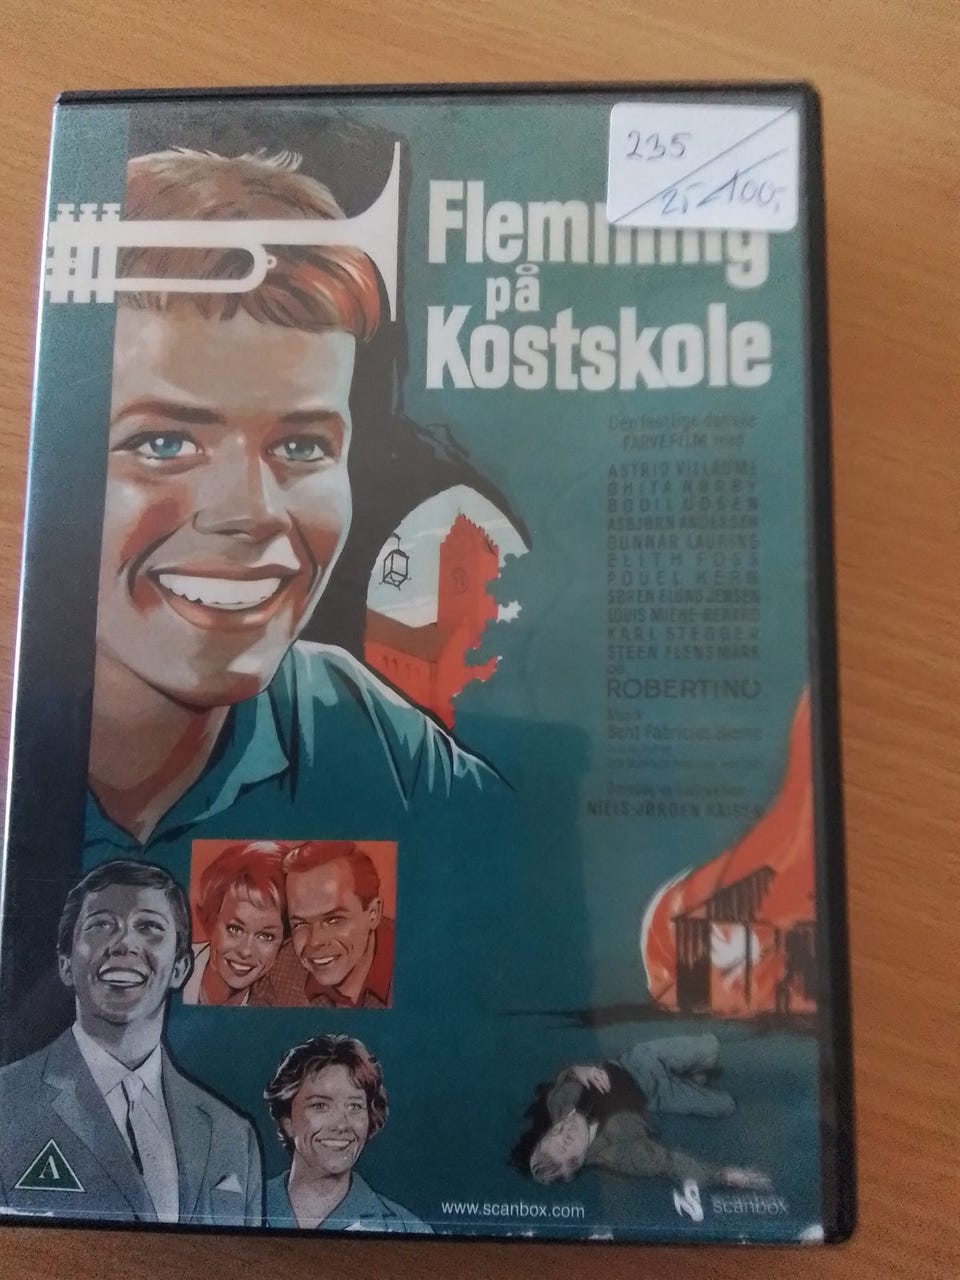 235
25 100,-
Flemming
på
Kostskole
Den festlige danske
FARVEFILM med
ASTRID VILLAUME
GHITA NØRBY
BODIL UDSEN
ASBJØRN ANDERSEN
GUNNAR LAURING
ELITH FOSS
POUEL KERN
SØREN ELUNG JENSEN
LOUIS MIEHE-RENARD
KARL STEGGER
STEEN FLENSMARK
og
ROBERTINO
Musik
Bent Fabricius Bjerre
NIELS-JØRGEN KAISER
A
www.scanbox.com
scanbox